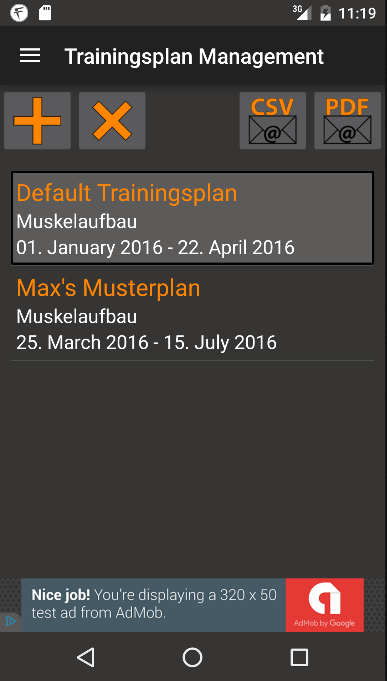 3G 11:19
Trainingsplan Management
CSV PDF
@ @
Default Trainingsplan
Muskelaufbau
01. January 2016 - 22. April 2016
Max's Musterplan
Muskelaufbau
25. March 2016 - 15. July 2016
Nice job! You're displaying a 320 x 50
test ad from AdMob.
AdMob by Google